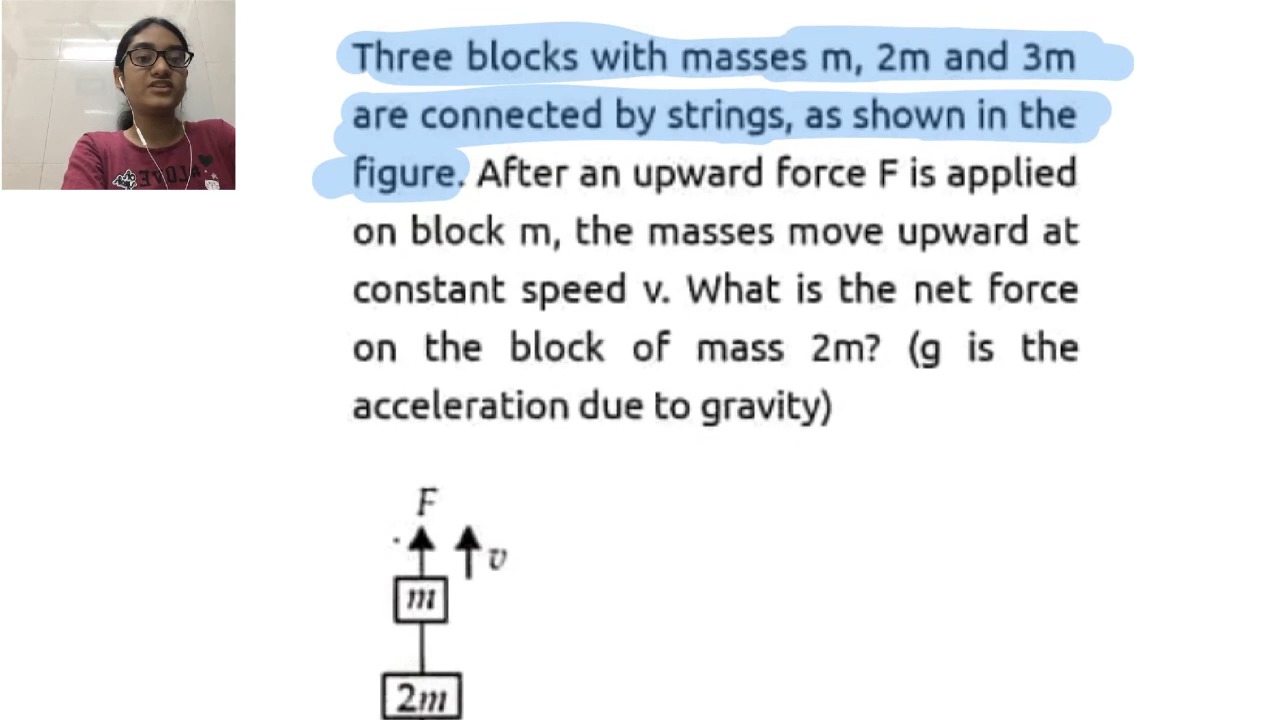 Three blocks with masses m, 2m and 3m
are connected by strings, as shown in the
figure. After an upward force F is applied
on block m, the masses move upward at
constant speed v. What is the net force
on the block of mass 2m? (g is the
acceleration due to gravity)
F
v
m
2m